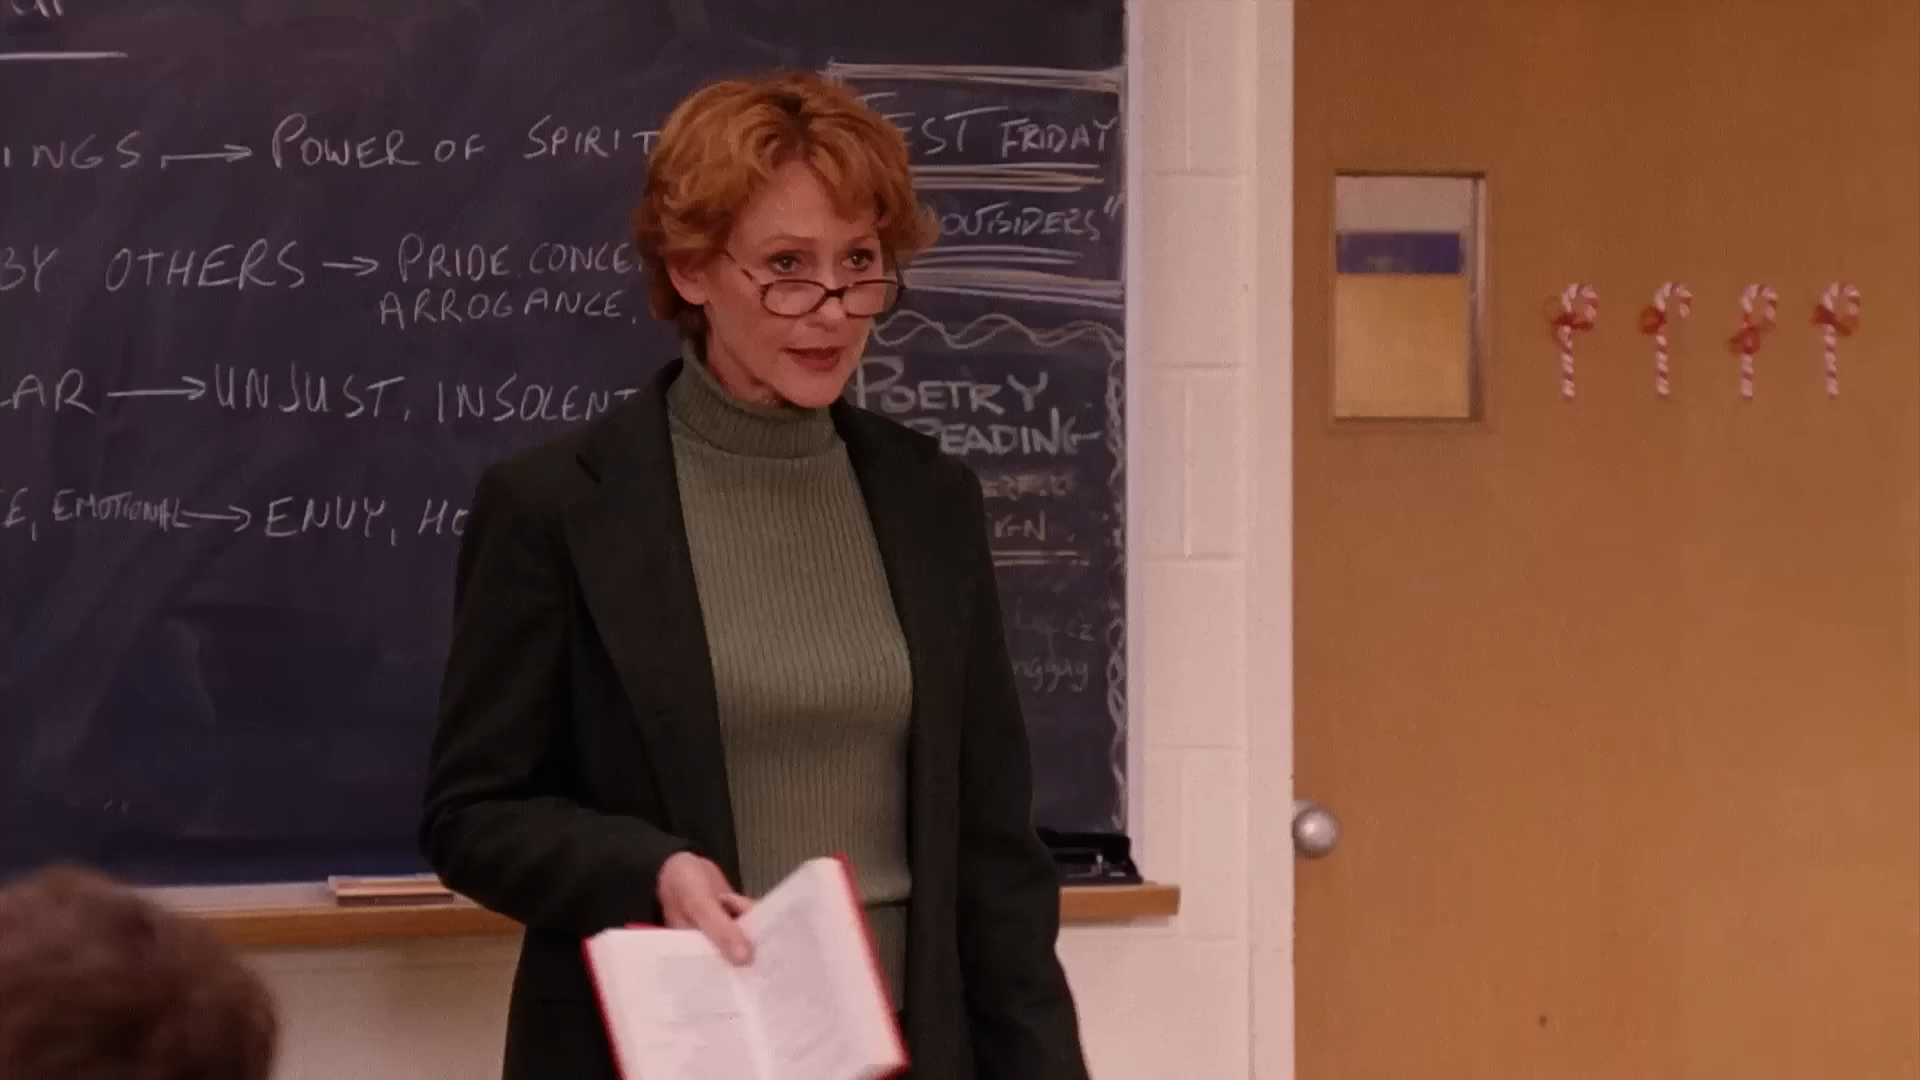 INGS → POWER OF SPIRIT
BY OTHERS → PRIDE, CONCE
ARROGANCE.
LAR → UNJUST, INSOLENT
E, EMOTIONAL → ENVY, HO
TEST FRIDAY
OUTSIDERS"
POETRY
READING